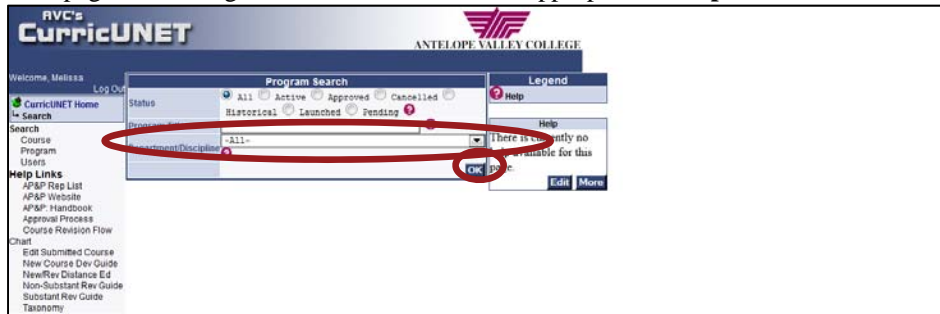 AVC's
CurricUNET
ANTELOPE VALLEY COLLEGE
Welcome, Melissa
Log Out
CurricUNET Home
Search
Search
Course
Program
Users
Help Links
AP&P Rep List
AP&P Website
AP&P: Handbook
Approval Process
Course Revision Flow
Chart
Edit Submitted Course
New Course Dev Guide
New/Rev Distance Ed
Non-Substant Rev Guide
Substant Rev Guide
Taxonomy
Program Search
Status
All Active Approved Cancelled
Historical Launched Pending
Program Title
Department/Discipline
-All-
OK
Legend
Help
Help
There is currently no
help available for this
page.
Edit More